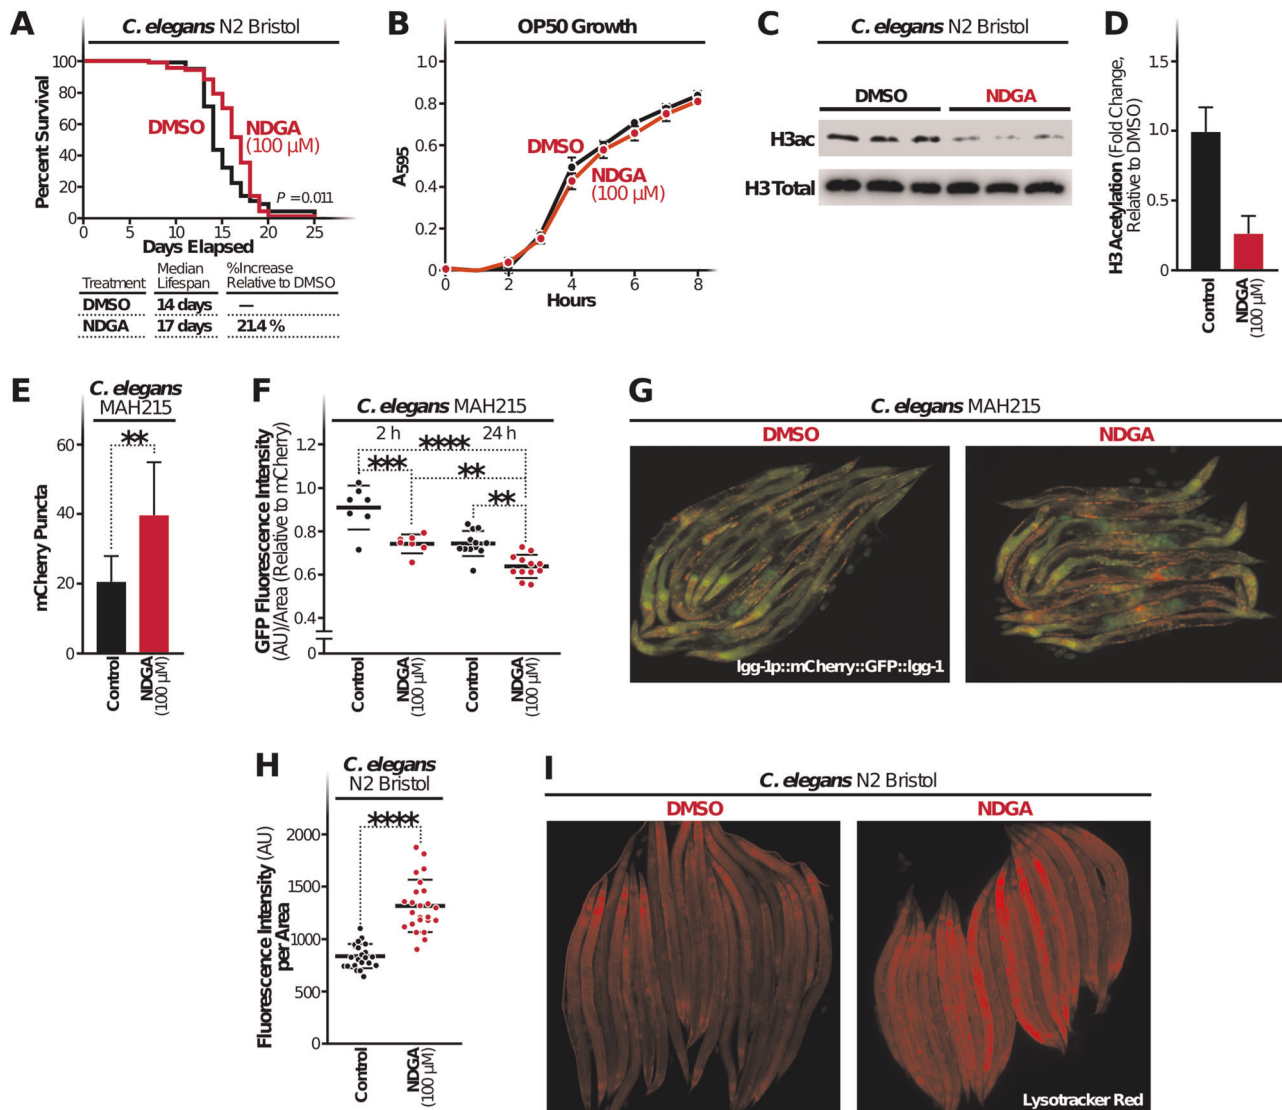 A
C. elegans N2 Bristol
Percent Survival
100
80
60
40
20
0
DMSO
NDGA
(100 µM)
P = 0.011
0 5 10 15 20 25
Days Elapsed
Treatment Median Lifespan %Increase Relative to DMSO
DMSO 14 days —
NDGA 17 days 21.4 %
B
OP50 Growth
A595
1.0
0.8
0.6
0.4
0.2
0
DMSO
NDGA
(100 µM)
0 2 4 6 8
Hours
C
C. elegans N2 Bristol
DMSO NDGA
H3ac
H3 Total
D
H3 Acetylation (Fold Change,
Relative to DMSO)
1.5
1.0
0.5
0
Control
NDGA
(100 µM)
E
C. elegans
MAH215
**
mCherry Puncta
60
40
20
0
Control
NDGA
(100 µM)
F
C. elegans MAH215
2 h 24 h
****
***
**
**
GFP Fluorescence Intensity
(AU)/Area (Relative to mCherry)
1.2
1.0
0.8
0.6
0.4
0
Control
NDGA
(100 µM)
Control
NDGA
(100 µM)
G
C. elegans MAH215
DMSO NDGA
lgg-1p::mCherry::GFP::lgg-1
H
C. elegans
N2 Bristol
****
Fluorescence Intensity (AU)
per Area
2000
1500
1000
500
0
Control
NDGA
(100 µM)
I
C. elegans N2 Bristol
DMSO NDGA
Lysotracker Red